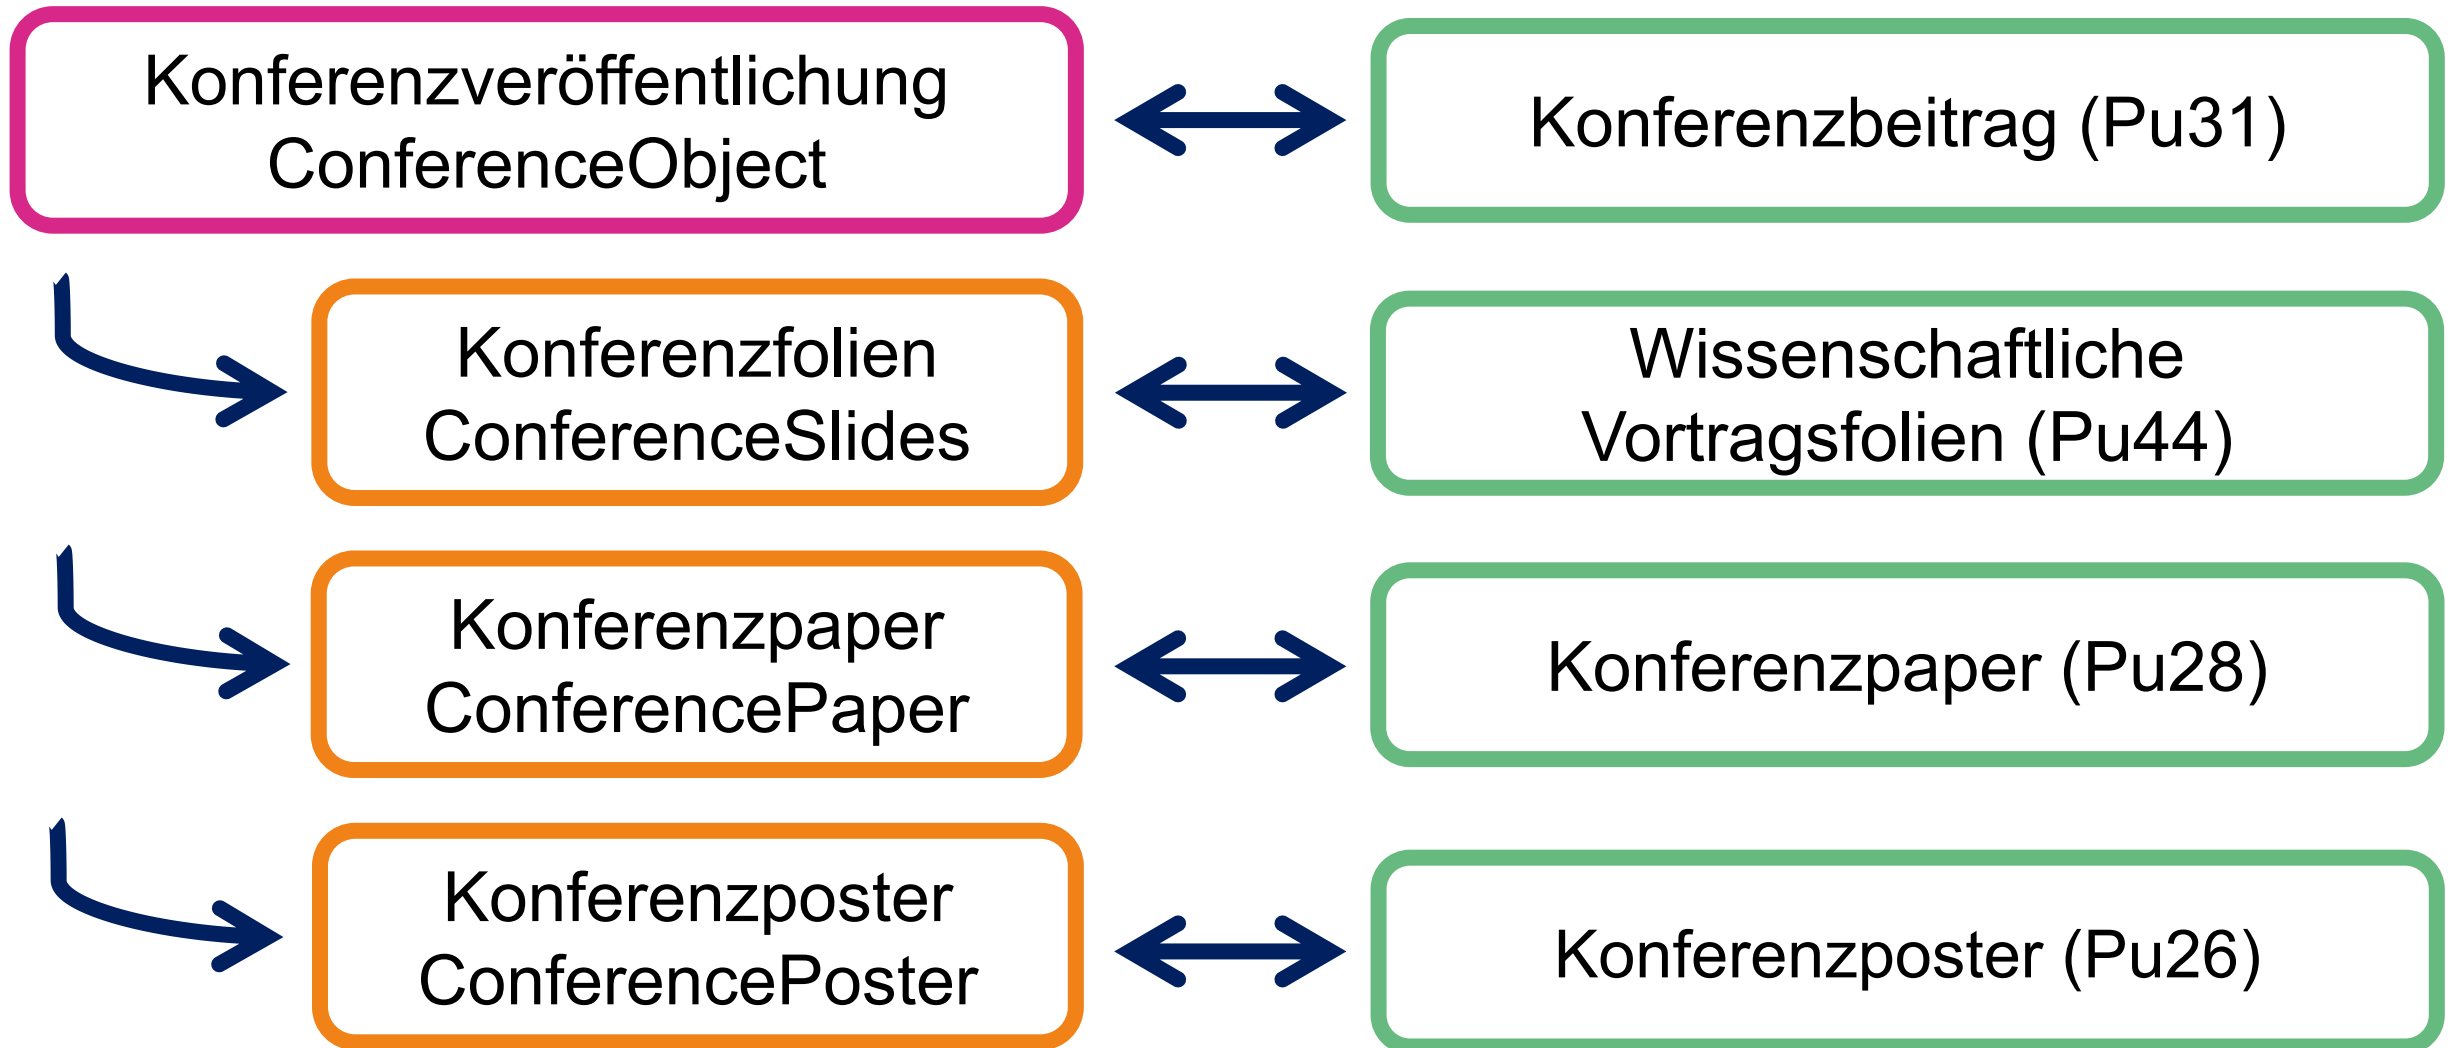 Konferenzveröffentlichung
ConferenceObject
Konferenzbeitrag (Pu31)
Konferenzfolien
ConferenceSlides
Wissenschaftliche
Vortragsfolien (Pu44)
Konferenzpaper
ConferencePaper
Konferenzpaper (Pu28)
Konferenzposter
ConferencePoster
Konferenzposter (Pu26)